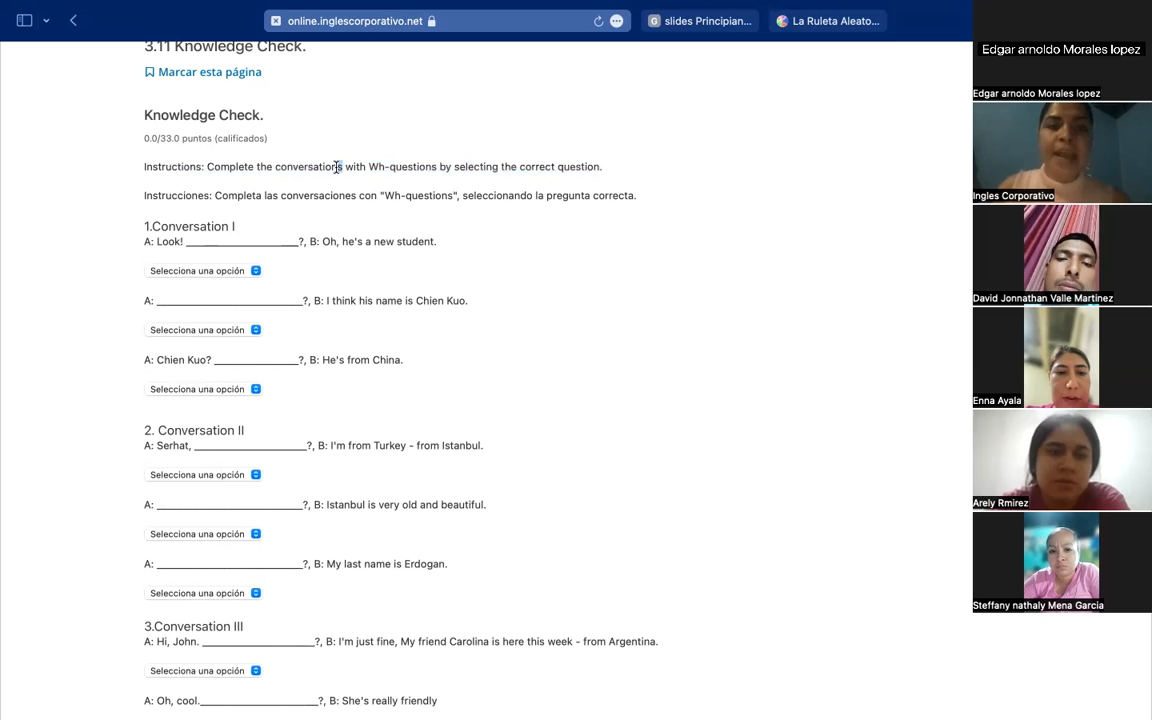 online.inglescorporativo.net
slides Principian...
La Ruleta Aleato...
3.11 Knowledge Check.
Marcar esta página
Knowledge Check.
0.0/33.0 puntos (calificados)
Instructions: Complete the conversations with Wh-questions by selecting the correct question.
Instrucciones: Completa las conversaciones con "Wh-questions", seleccionando la pregunta correcta.
1.Conversation I
A: Look! ____________________?, B: Oh, he's a new student.
Selecciona una opción
A: __________________________?, B: I think his name is Chien Kuo.
Selecciona una opción
A: Chien Kuo? _______________?, B: He's from China.
Selecciona una opción
2. Conversation II
A: Serhat, ____________________?, B: I'm from Turkey - from Istanbul.
Selecciona una opción
A: __________________________?, B: Istanbul is very old and beautiful.
Selecciona una opción
A: __________________________?, B: My last name is Erdogan.
Selecciona una opción
3.Conversation III
A: Hi, John. ____________________?, B: I'm just fine, My friend Carolina is here this week - from Argentina.
Selecciona una opción
A: Oh, cool._____________________?, B: She's really friendly
Edgar arnoldo Morales lopez
Edgar arnoldo Morales lopez
Ingles Corporativo
David Jonnathan Valle Martinez
Enna Ayala
Arely Rmirez
Steffany nathaly Mena Garcia